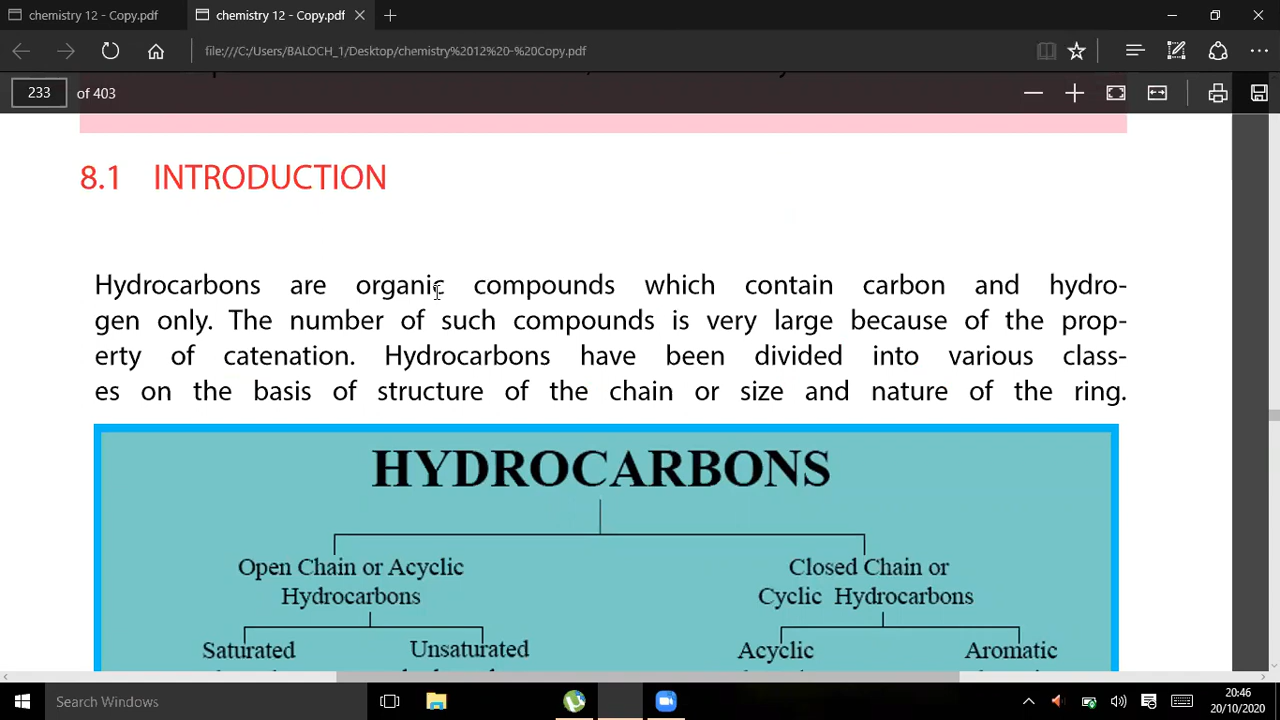 chemistry 12 - Copy.pdf
chemistry 12 - Copy.pdf
file:///C:/Users/BALOCH_1/Desktop/chemistry%2012%20-%20Copy.pdf
233 of 403
8.1 INTRODUCTION
Hydrocarbons are organic compounds which contain carbon and hydro-
gen only. The number of such compounds is very large because of the prop-
erty of catenation. Hydrocarbons have been divided into various class-
es on the basis of structure of the chain or size and nature of the ring.
HYDROCARBONS
Open Chain or Acyclic
Hydrocarbons
Closed Chain or
Cyclic Hydrocarbons
Saturated
Unsaturated
Acyclic
Aromatic
Search Windows
20:46
20/10/2020